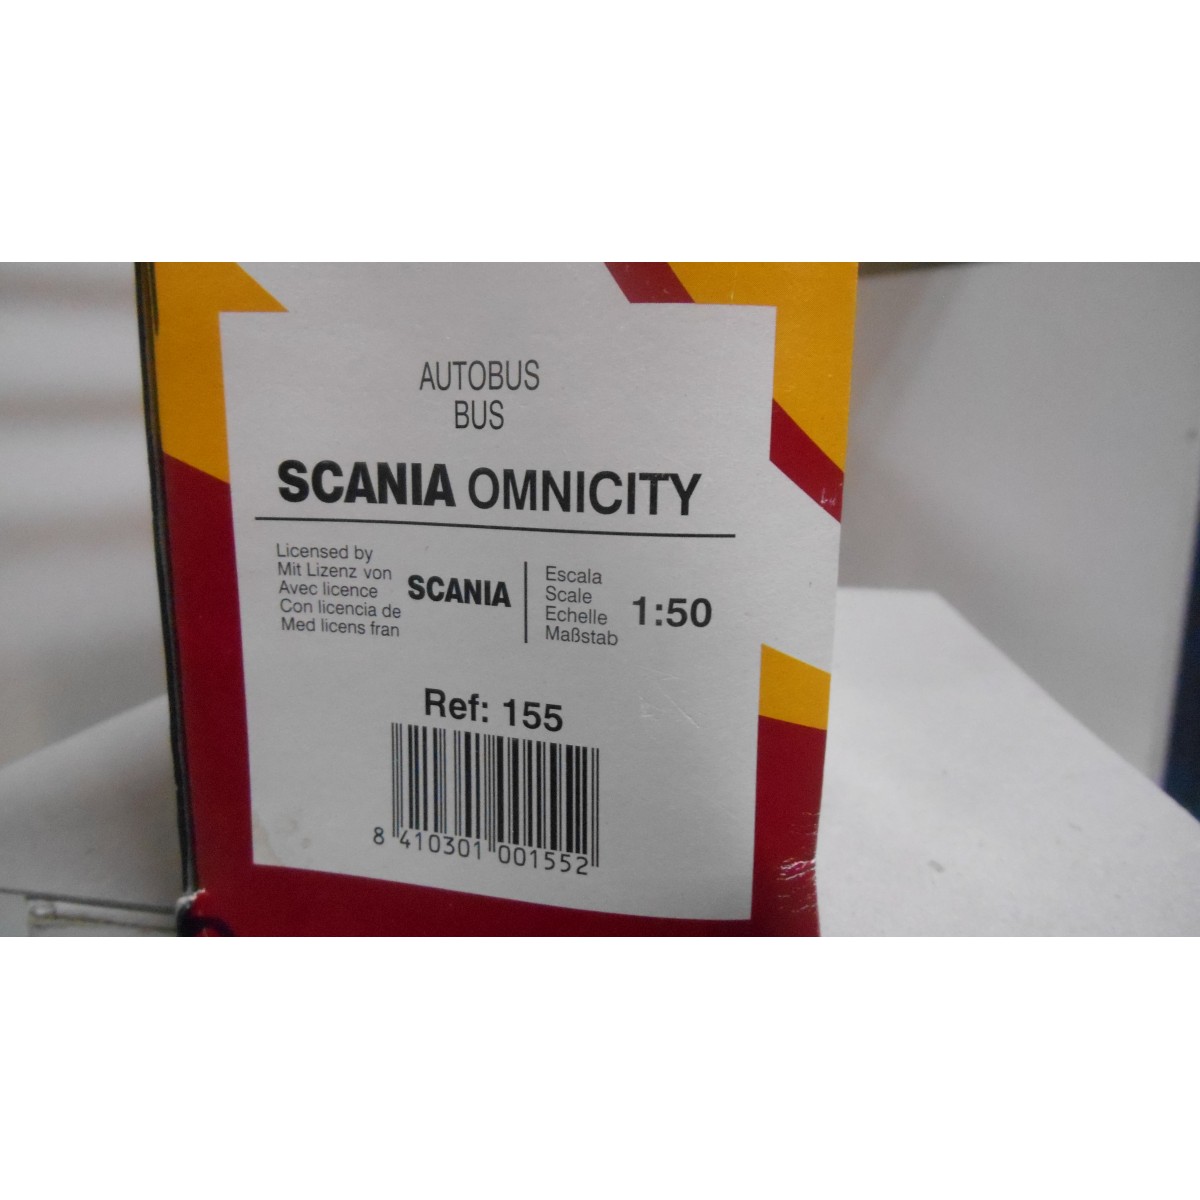 AUTOBUS
BUS
SCANIA OMNICITY
Licensed by
Mit Lizenz von
Avec licence
Con licencia de
Med licens fran
SCANIA
Escala
Scale
Echelle
Maßstab
1:50
Ref: 155
8 410301 001552